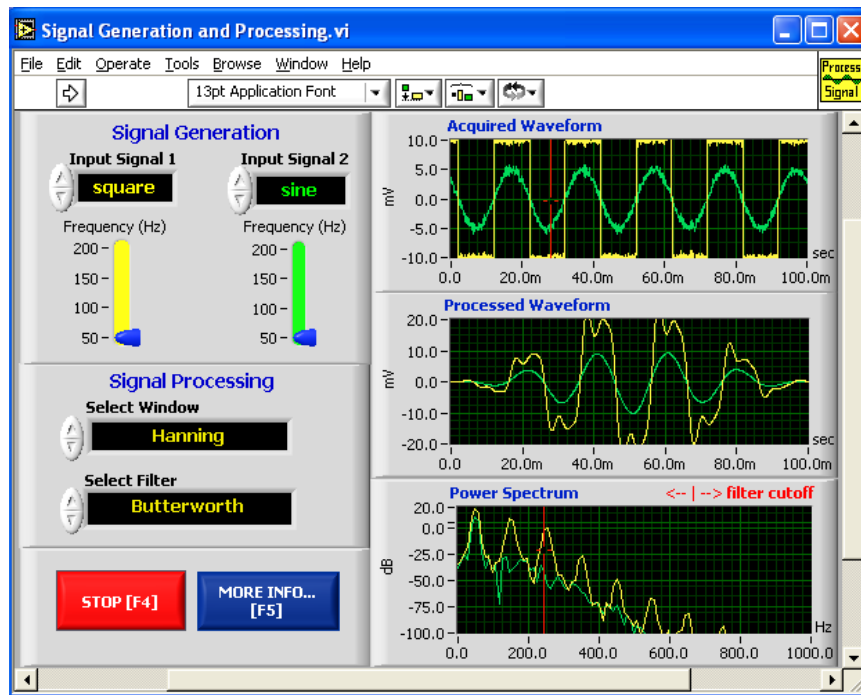 Signal Generation and Processing.vi
File Edit Operate Tools Browse Window Help
13pt Application Font
Process
Signal
Signal Generation
Input Signal 1
Input Signal 2
square
sine
Frequency (Hz)
Frequency (Hz)
200
200
150
150
100
100
50
50
Signal Processing
Select Window
Hanning
Select Filter
Butterworth
STOP [F4]
MORE INFO...
[F5]
Acquired Waveform
10.0
5.0
0.0
-5.0
-10.0
mV
sec
0.0 20.0m 40.0m 60.0m 80.0m 100.0m
Processed Waveform
20.0
10.0
0.0
-10.0
-20.0
mV
sec
0.0 20.0m 40.0m 60.0m 80.0m 100.0m
Power Spectrum
<-- | --> filter cutoff
20.0
0.0
-25.0
-50.0
-75.0
-100.0
dB
Hz
0.0 200.0 400.0 600.0 800.0 1000.0